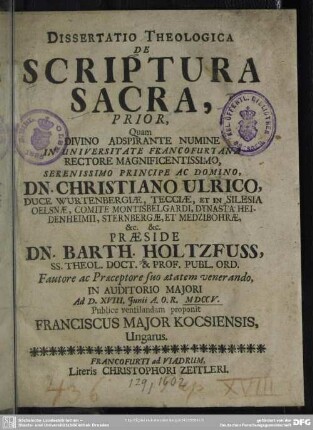 DISSERTATIO THEOLOGICA
DE
SCRIPTURA
SACRA,
PRIOR,
Quam
DIVINO ADSPIRANTE NUMINE
IN UNIVERSITATE FRANCOFURTANA
RECTORE MAGNIFICENTISSIMO,
SERENISSIMO PRINCIPE AC DOMINO,
DN. CHRISTIANO ULRICO,
DUCE WURTENBERGIÆ, TECCIÆ, ET IN SILESIA
OELSNÆ, COMITE MONTISBELGARDI, DYNASTA HEI-
DENHEIMII, STERNBERGÆ, ET MEDZIBORÆ,
&c. &c.
PRÆSIDE
DN. BARTH. HOLTZFUSS,
SS. THEOL. DOCT. & PROF. PUBL. ORD.
Fautore ac Præceptore suo ætatem venerando,
IN AUDITORIO MAJORI
Ad D. XVIII. Junii A. O. R. MDCCV.
Publice ventilandum proponit
FRANCISCUS MAJOR KOCSIENSIS,
Ungarus.
FRANCOFURTI ad VIADRUM,
Literis CHRISTOPHORI ZEITLERI.
XVIII